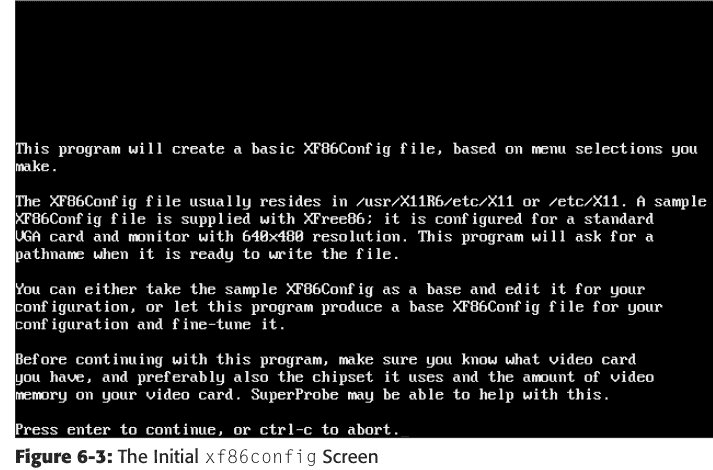 This program will create a basic XF86Config file, based on menu selections you
make.
The XF86Config file usually resides in /usr/X11R6/etc/X11 or /etc/X11. A sample
XF86Config file is supplied with XFree86; it is configured for a standard
VGA card and monitor with 640x480 resolution. This program will ask for a
pathname when it is ready to write the file.
You can either take the sample XF86Config as a base and edit it for your
configuration, or let this program produce a base XF86Config file for your
configuration and fine-tune it.
Before continuing with this program, make sure you know what video card
you have, and preferably also the chipset it uses and the amount of video
memory on your video card. SuperProbe may be able to help with this.
Press enter to continue, or ctrl-c to abort.
Figure 6-3: The Initial xf86config Screen